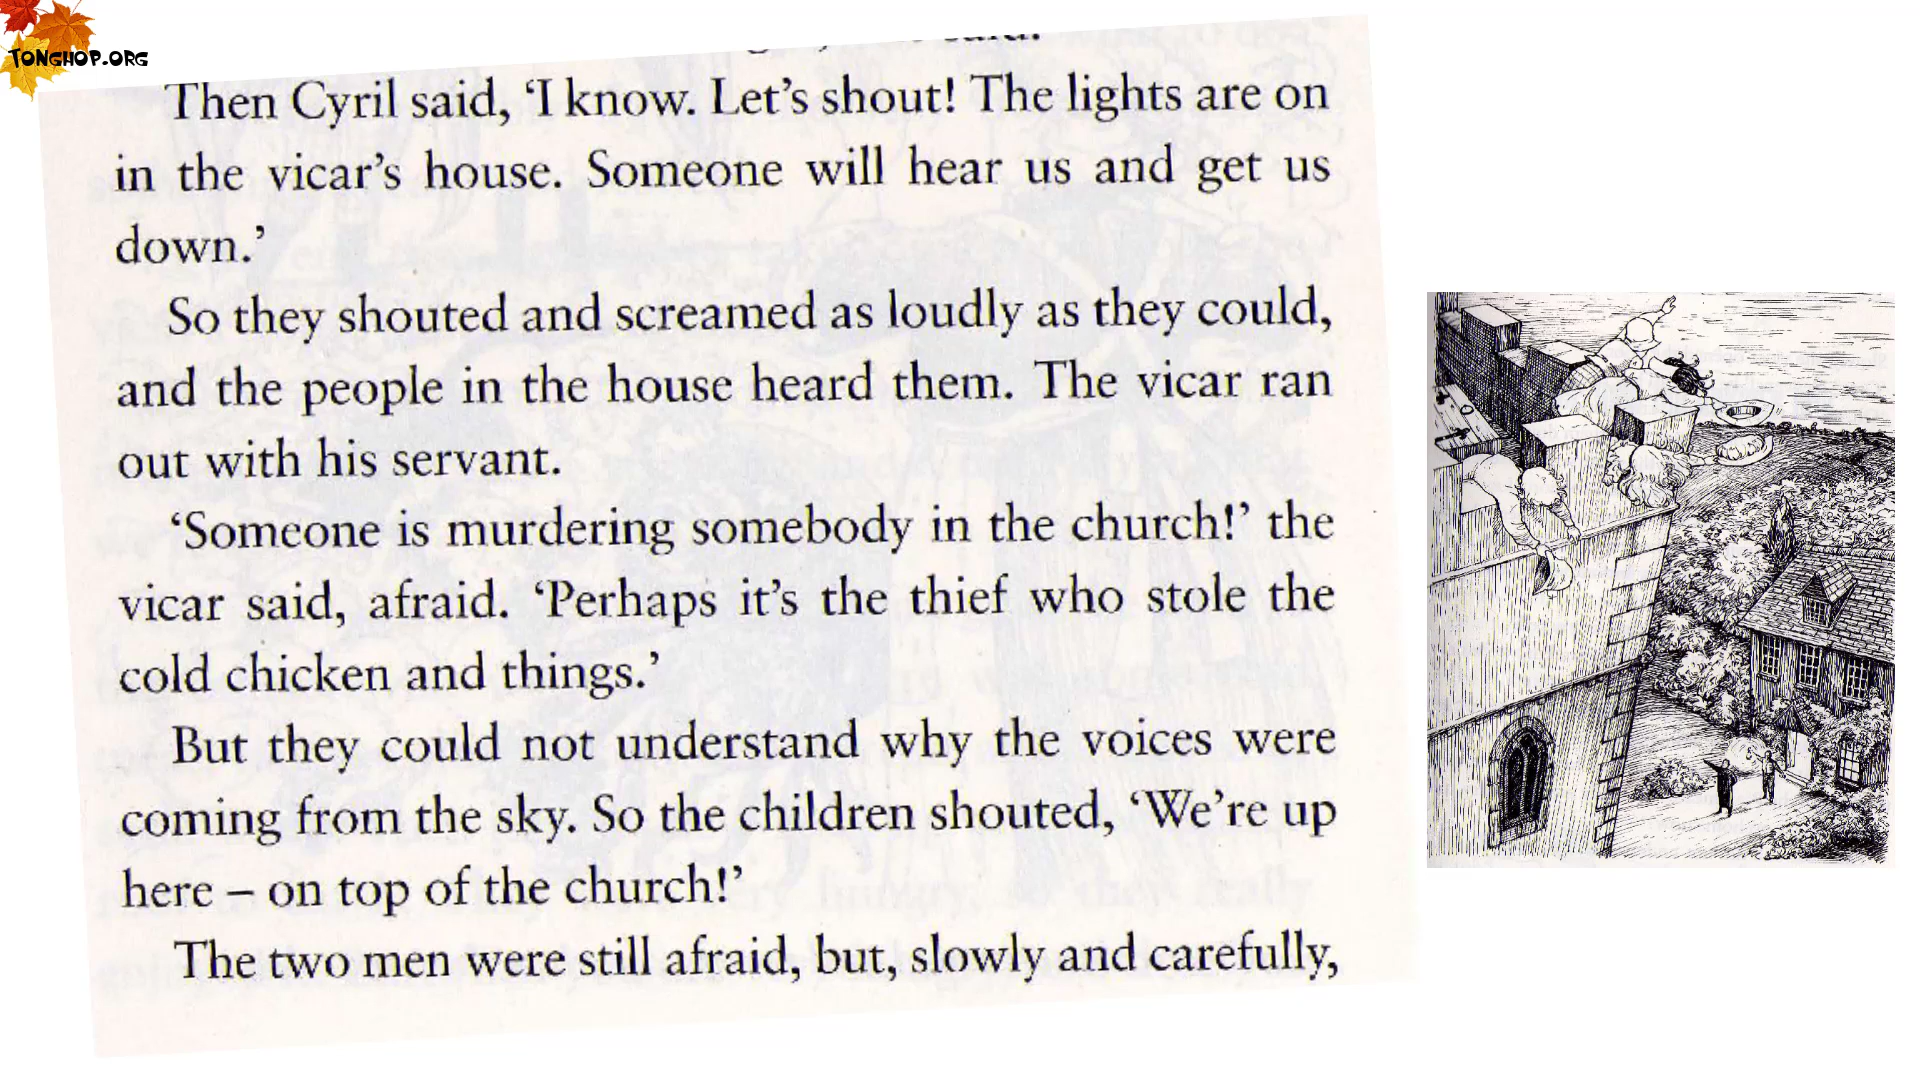 TONGHOP.ORG
said.
Then Cyril said, ‘I know. Let’s shout! The lights are on
in the vicar’s house. Someone will hear us and get us
down.’
So they shouted and screamed as loudly as they could,
and the people in the house heard them. The vicar ran
out with his servant.
‘Someone is murdering somebody in the church!’ the
vicar said, afraid. ‘Perhaps it’s the thief who stole the
cold chicken and things.’
But they could not understand why the voices were
coming from the sky. So the children shouted, ‘We’re up
here – on top of the church!’
The two men were still afraid, but, slowly and carefully,